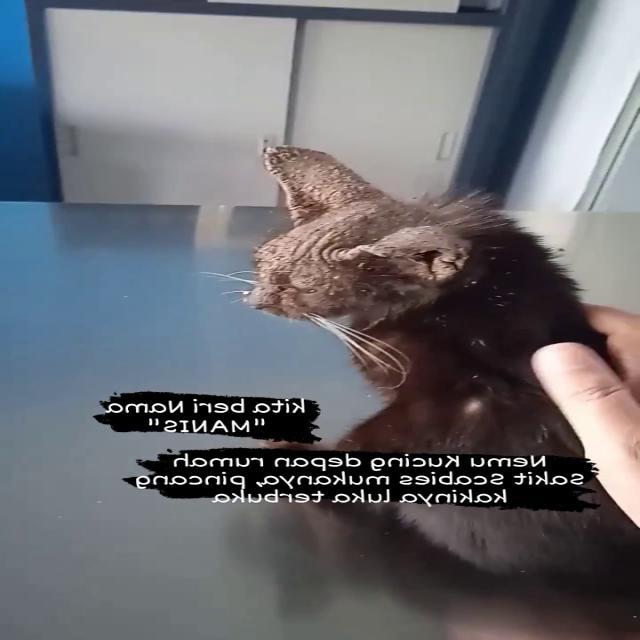 kita beri Nama
"MANIS"
Nemu Kucing depan rumah
Sakit Scabies mukanya, pincang
kakinya luka terbuka